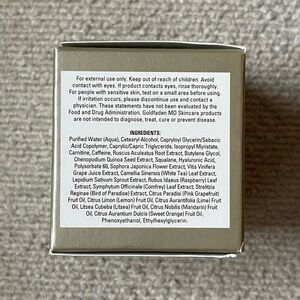 For external use only. Keep out of reach of children. Avoid
contact with eyes. If product contacts eyes, rinse thoroughly.
For people with sensitive skin, test on a small area before using.
If irritation occurs, please discontinue use and contact a
physician. These statements have not been evaluated by the
Food and Drug Administration. Goldfaden MD Skincare products
are not intended to diagnose, treat, cure or prevent disease.
INGREDIENTS:
Purified Water (Aqua), Cetearyl Alcohol, Capryloyl Glycerin/Sebacic
Acid Copolymer, Caprylic/Capric Triglyceride, Isopropyl Myristate,
Carnitine, Caffeine, Ruscus Aculeatus Root Extract, Butylene Glycol,
Chenopodium Quinoa Seed Extract, Squalane, Hyaluronic Acid,
Polysorbate 60, Sophora Japonica Flower Extract, Vitis Vinifera
Grape Juice Extract, Camellia Sinensis (White Tea) Leaf Extract,
Lepidium Sativum Sprout Extract, Rubus Idaeus (Raspberry) Leaf
Extract, Symphytum Officinale (Comfrey) Leaf Extract, Strelitzia
Reginae (Bird of Paradise) Extract, Citrus Paradisi (Pink Grapefruit)
Fruit Oil, Citrus Limon (Lemon) Fruit Oil, Citrus Aurantifolia (Lime) Fruit
Oil, Litsea Cubeba (Litsea) Fruit Oil, Citrus Nobilis (Mandarin) Fruit
Oil, Citrus Aurantium Dulcis (Sweet Orange) Fruit Oil,
Phenoxyethanol, Ethylhexylglycerin.